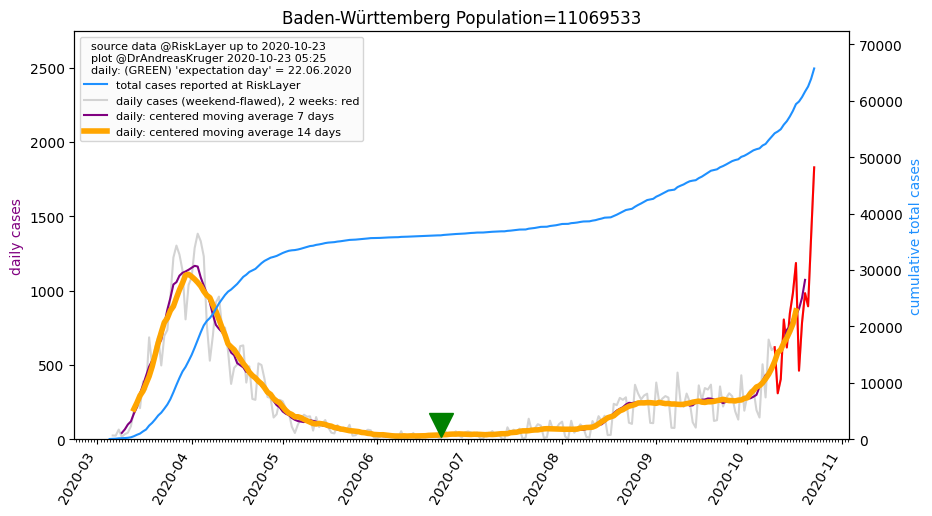 Baden-Württemberg Population=11069533
source data @RiskLayer up to 2020-10-23
plot @DrAndreasKruger 2020-10-23 05:25
daily: (GREEN) 'expectation day' = 22.06.2020
total cases reported at RiskLayer
daily cases (weekend-flawed), 2 weeks: red
daily: centered moving average 7 days
daily: centered moving average 14 days
daily cases
2500
2000
1500
1000
500
0
cumulative total cases
70000
60000
50000
40000
30000
20000
10000
0
2020-03
2020-04
2020-05
2020-06
2020-07
2020-08
2020-09
2020-10
2020-11